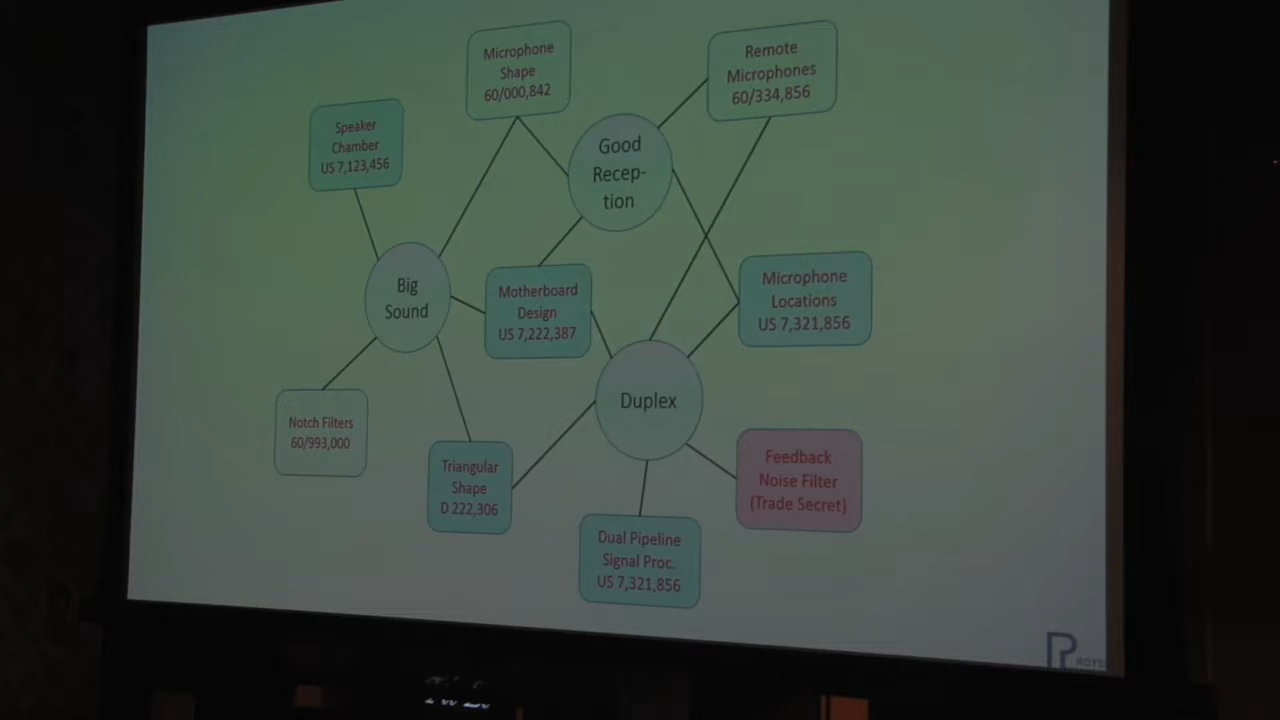 Microphone
Shape
60/000,842
Remote
Microphones
60/334,856
Speaker
Chamber
US 7,123,456
Good
Recep-
tion
Big
Sound
Motherboard
Design
US 7,222,387
Microphone
Locations
US 7,321,856
Duplex
Notch Filters
60/993,000
Triangular
Shape
D 222,306
Feedback
Noise Filter
(Trade Secret)
Dual Pipeline
Signal Proc.
US 7,321,856